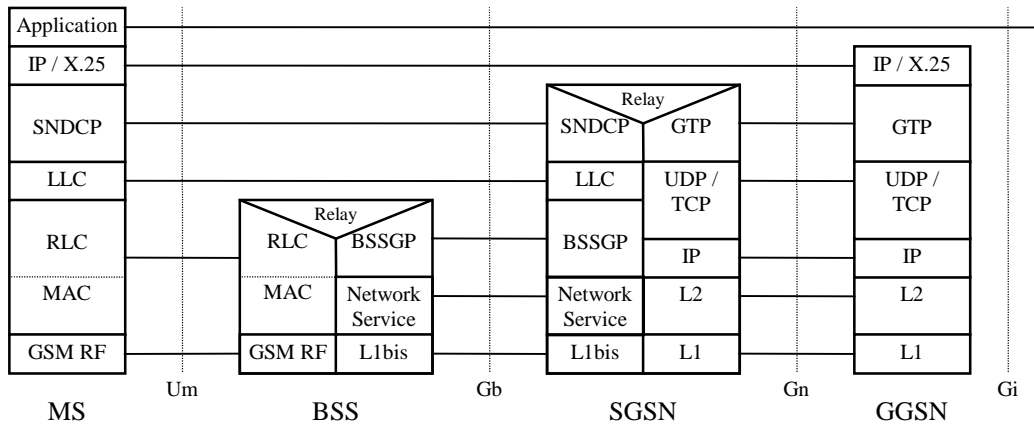 Application
IP / X.25
IP / X.25
Relay
SNDCP
SNDCP
GTP
GTP
LLC
LLC
UDP /
TCP
UDP /
TCP
Relay
RLC
RLC
BSSGP
BSSGP
IP
IP
MAC
MAC
Network
Service
Network
Service
L2
L2
GSM RF
GSM RF
L1bis
L1bis
L1
L1
Um
Gb
Gn
Gi
MS
BSS
SGSN
GGSN